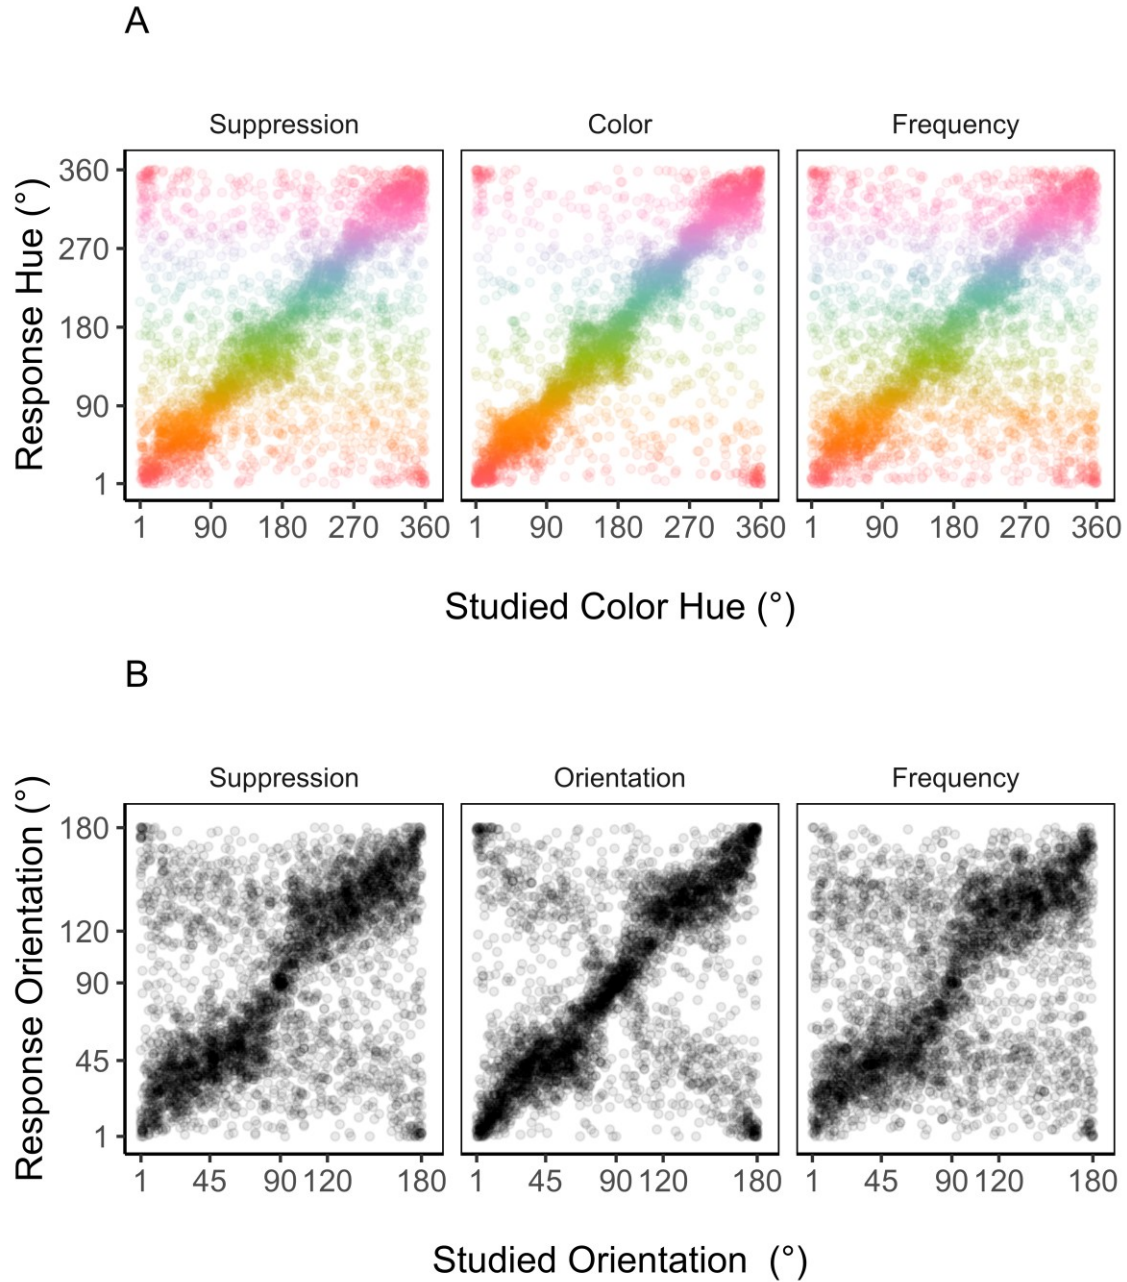 A
Suppression Color Frequency
Response Hue (°)
360
270
180
90
1
1 90 180 270 360 1 90 180 270 360 1 90 180 270 360
Studied Color Hue (°)
B
Suppression Orientation Frequency
Response Orientation (°)
180
120
90
45
1
1 45 90 120 180 1 45 90 120 180 1 45 90 120 180
Studied Orientation (°)